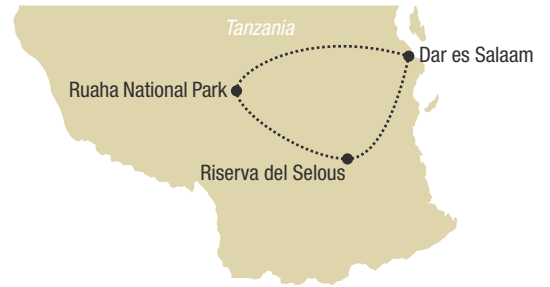 Tanzania
Dar es Salaam
Ruaha National Park
Riserva del Selous